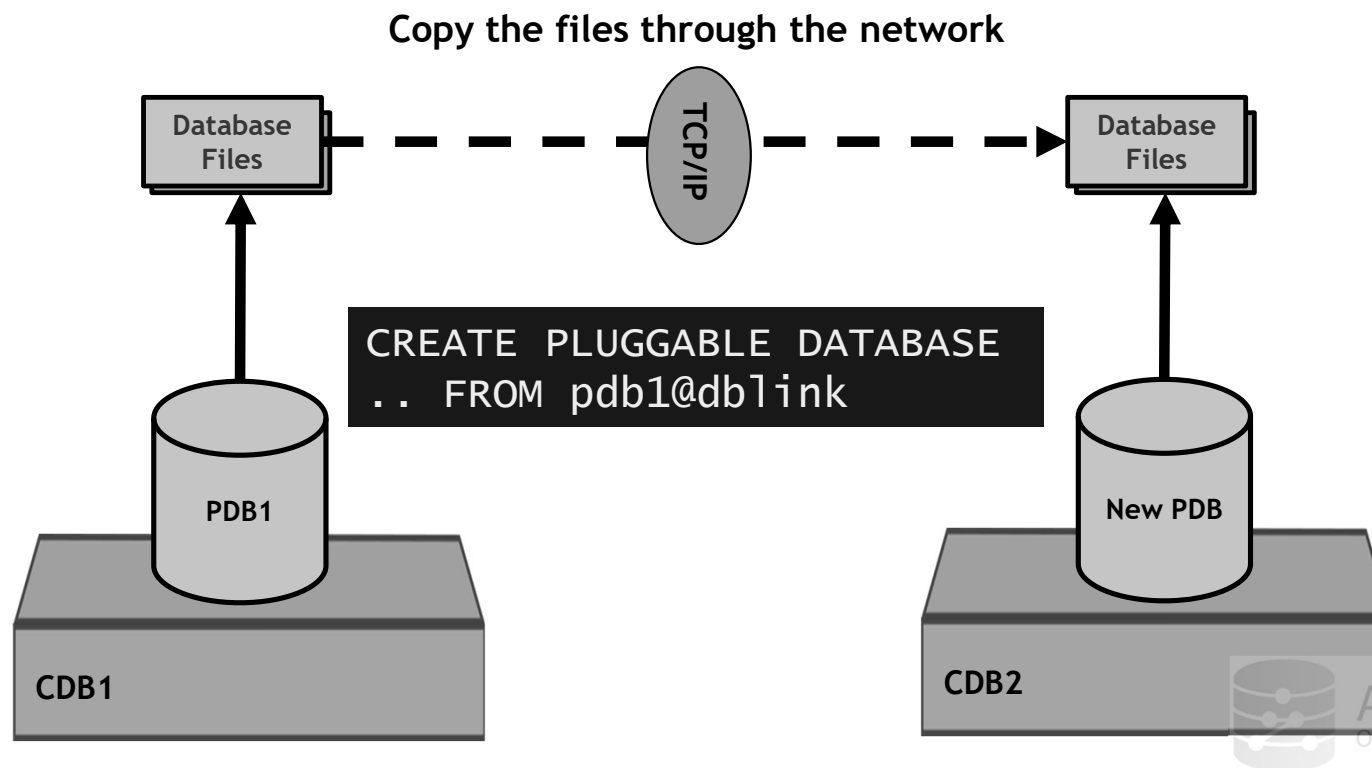 Copy the files through the network
Database
Files
TCP/IP
Database
Files
CREATE PLUGGABLE DATABASE
.. FROM pdb1@dblink
PDB1
New PDB
CDB1
CDB2